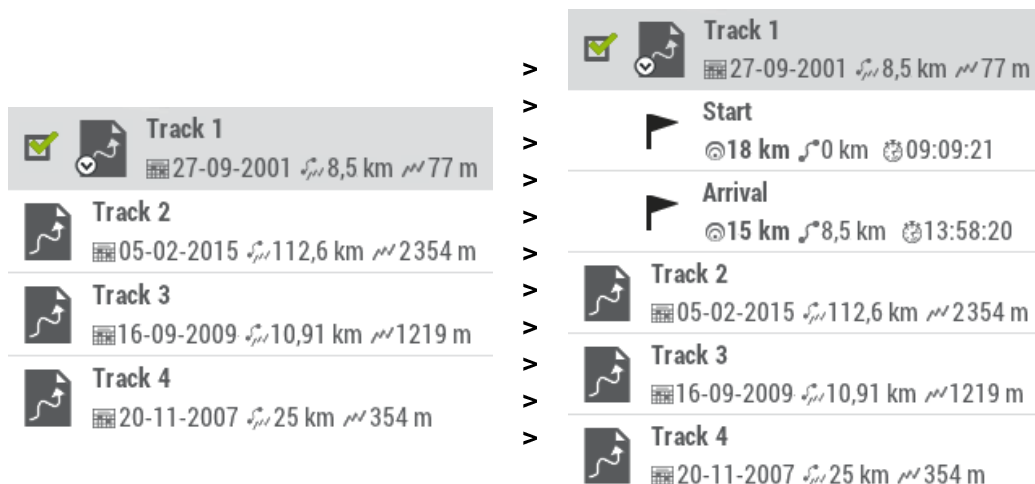 Track 1
27-09-2001 8,5 km 77 m
Track 2
05-02-2015 112,6 km 2354 m
Track 3
16-09-2009 10,91 km 1219 m
Track 4
20-11-2007 25 km 354 m
>
>
>
>
>
>
>
>
>
>
>
Track 1
27-09-2001 8,5 km 77 m
Start
18 km 0 km 09:09:21
Arrival
15 km 8,5 km 13:58:20
Track 2
05-02-2015 112,6 km 2354 m
Track 3
16-09-2009 10,91 km 1219 m
Track 4
20-11-2007 25 km 354 m